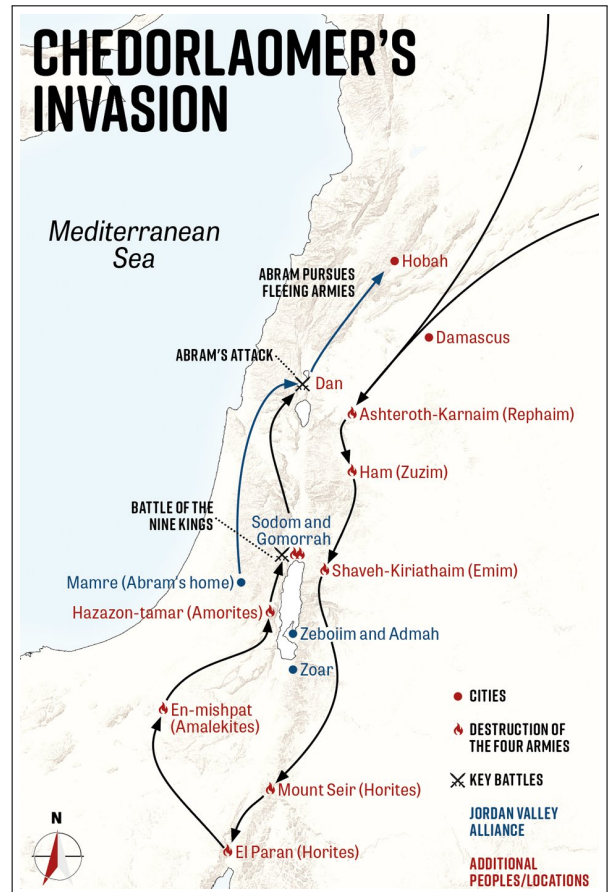 CHEDORLAOMER'S
INVASION
Mediterranean
Sea
Hobah
ABRAM PURSUES
FLEEING ARMIES
Damascus
ABRAM'S ATTACK
Dan
Ashteroth-Karnaim (Rephaim)
Ham (Zuzim)
BATTLE OF THE
NINE KINGS
Sodom and
Gomorrah
Shaveh-Kiriathaim (Emim)
Mamre (Abram's home)
Hazazon-tamar (Amorites)
Zeboiim and Admah
Zoar
En-mishpat
(Amalekites)
Mount Seir (Horites)
El Paran (Horites)
CITIES
DESTRUCTION OF
THE FOUR ARMIES
KEY BATTLES
JORDAN VALLEY
ALLIANCE
ADDITIONAL
PEOPLES/LOCATIONS
N